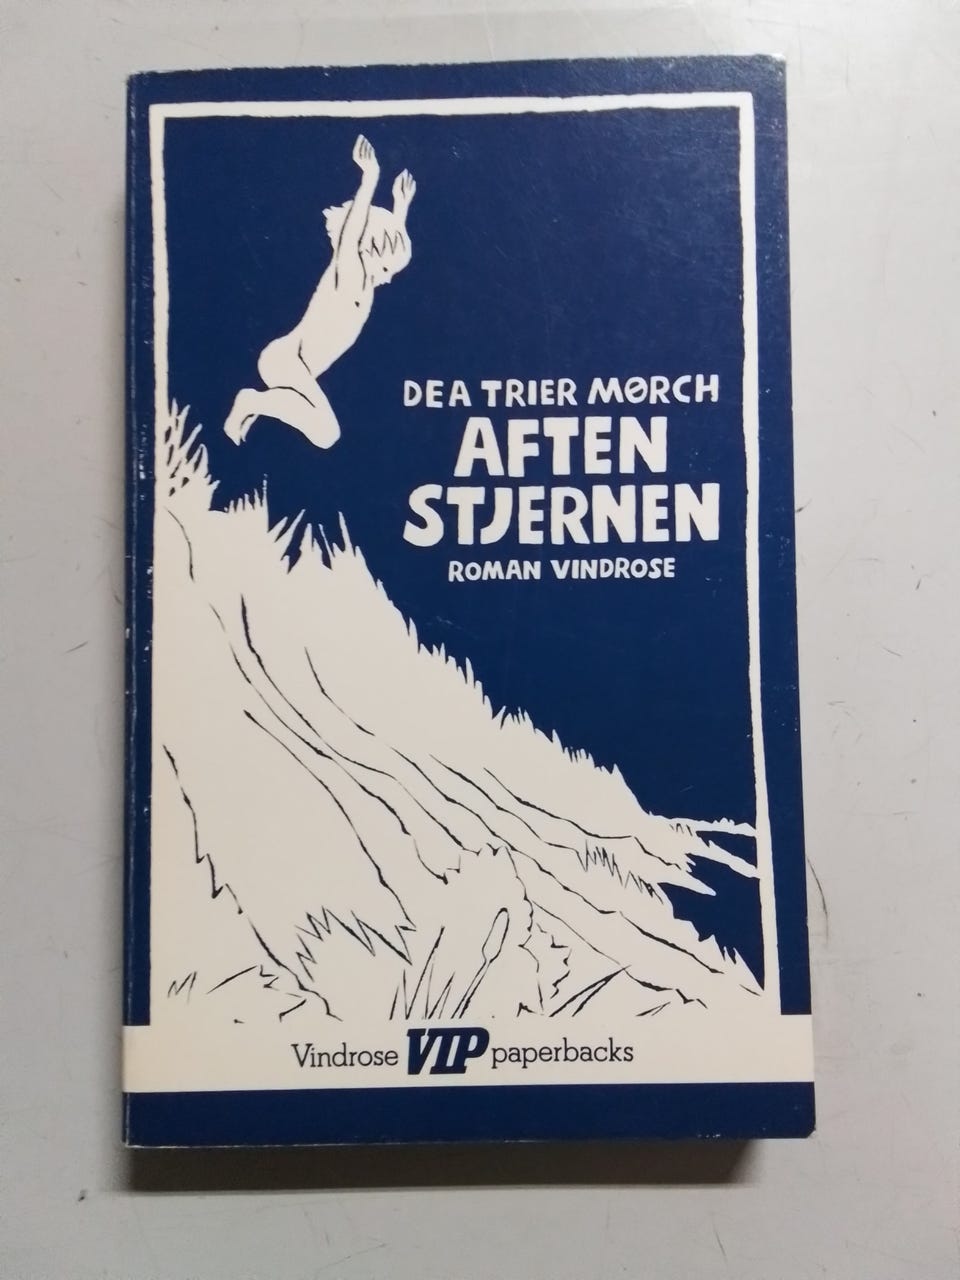 DEA TRIER MØRCH
AFTEN
STJERNEN
ROMAN VINDROSE
Vindrose VIP paperbacks